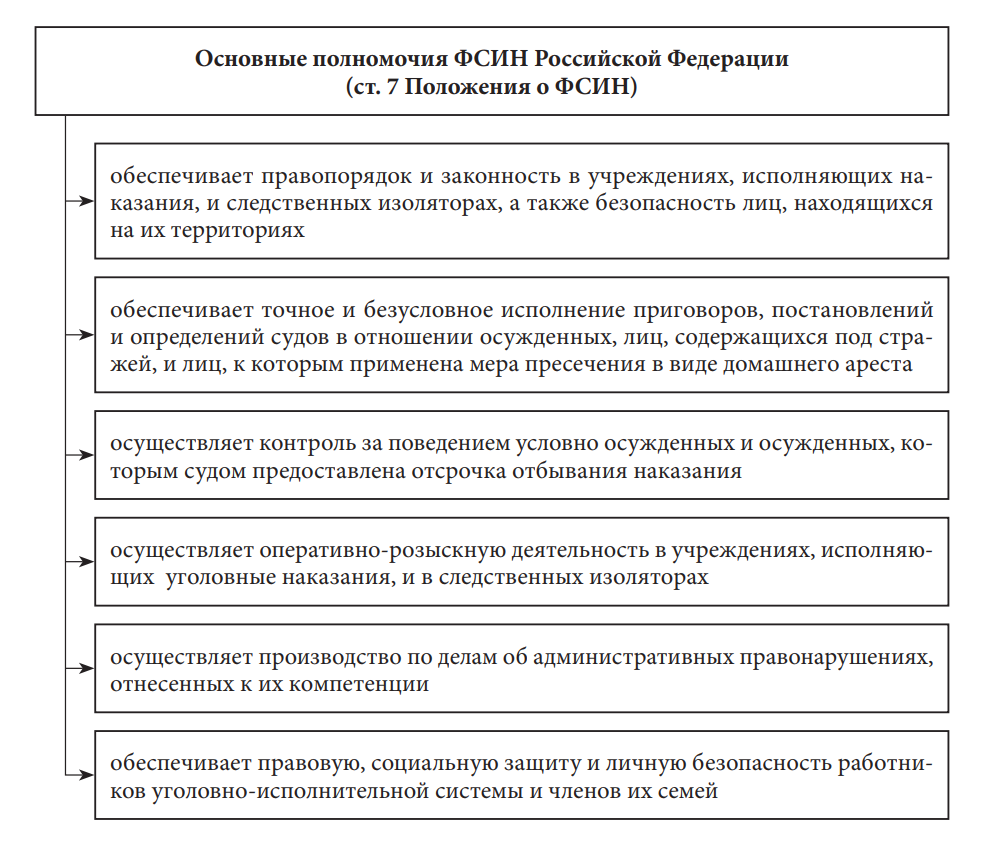 Основные полномочия ФСИН Российской Федерации
(ст. 7 Положения о ФСИН)
обеспечивает правопорядок и законность в учреждениях, исполняющих на-
казания, и следственных изоляторах, а также безопасность лиц, находящихся
на их территориях
обеспечивает точное и безусловное исполнение приговоров, постановлений
и определений судов в отношении осужденных, лиц, содержащихся под стра-
жей, и лиц, к которым применена мера пресечения в виде домашнего ареста
осуществляет контроль за поведением условно осужденных и осужденных, ко-
торым судом предоставлена отсрочка отбывания наказания
осуществляет оперативно-розыскную деятельность в учреждениях, исполняю-
щих уголовные наказания, и в следственных изоляторах
осуществляет производство по делам об административных правонарушениях,
отнесенных к их компетенции
обеспечивает правовую, социальную защиту и личную безопасность работни-
ков уголовно-исполнительной системы и членов их семей